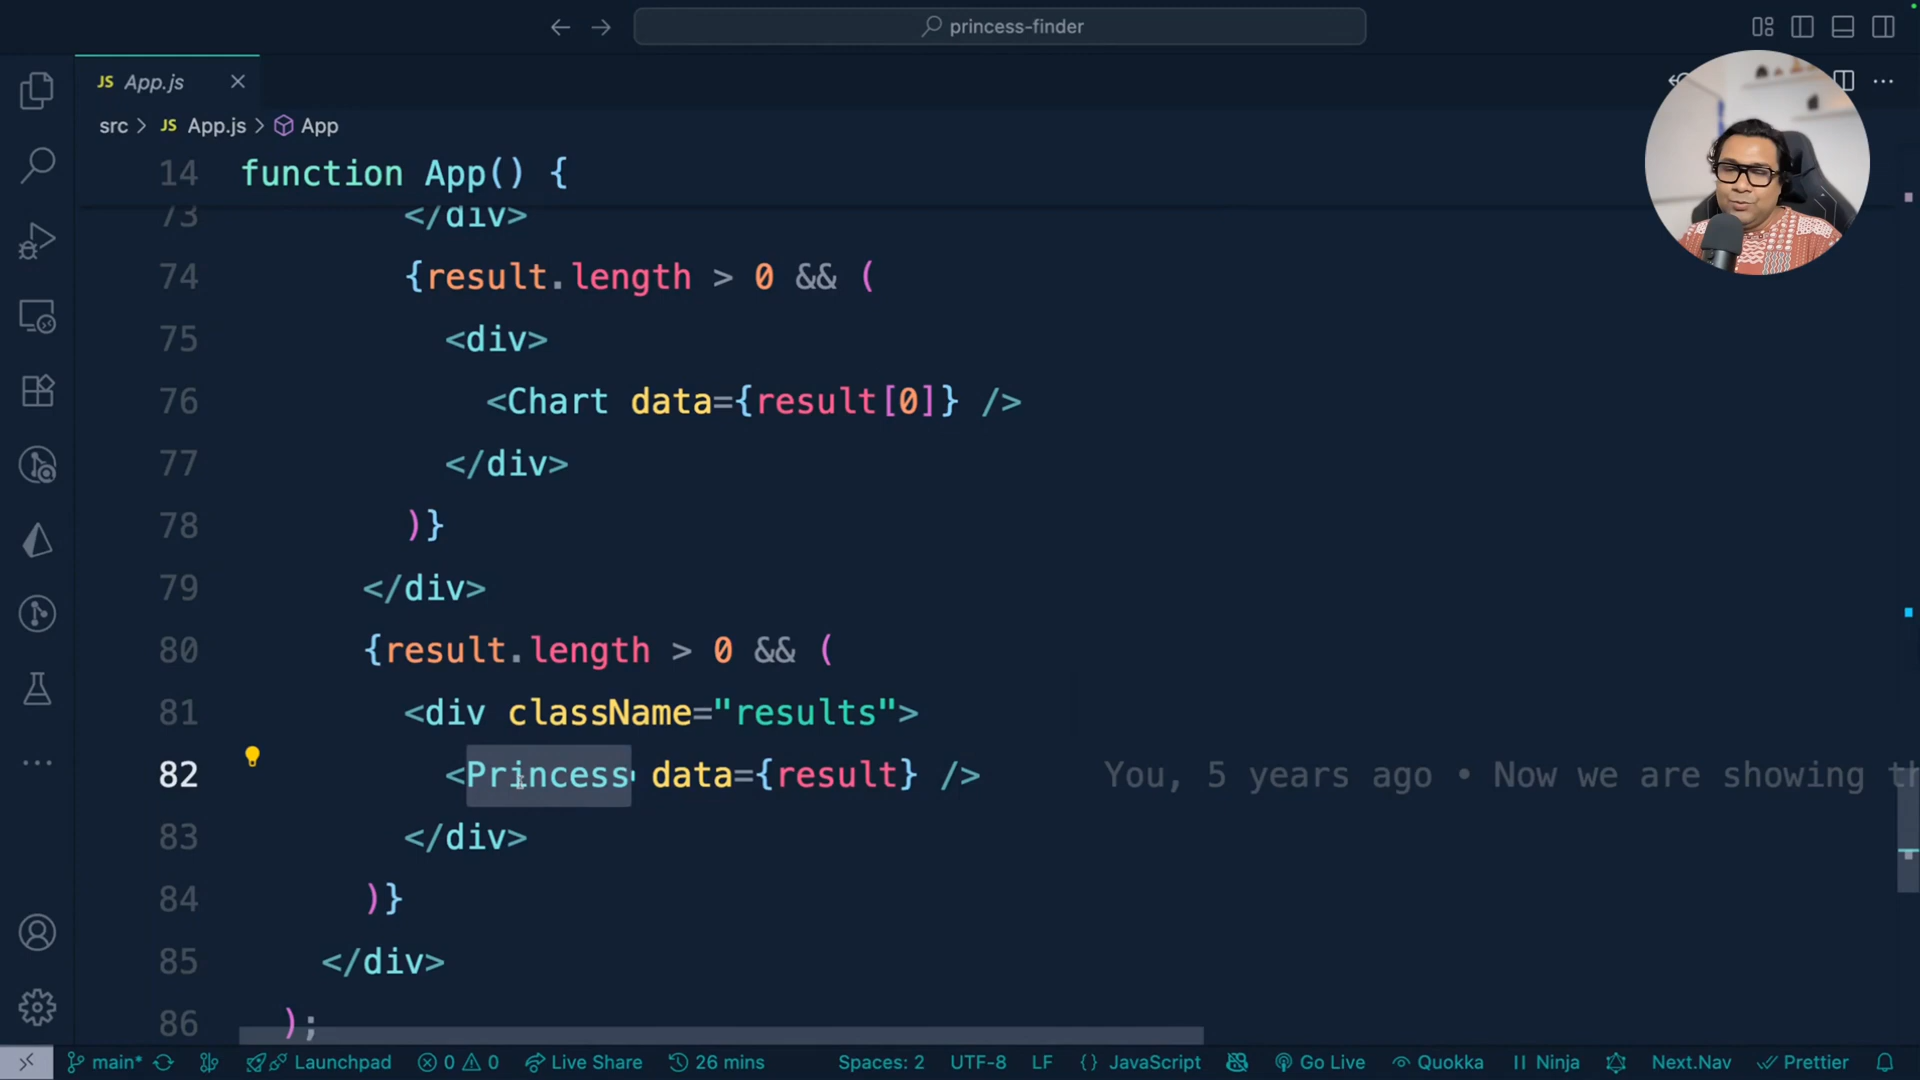 princess-finder
JS App.js
src > JS App.js > App
14 function App() {
73 </div>
74 {result.length > 0 && (
75 <div>
76 <Chart data={result[0]} />
77 </div>
78 )}
79 </div>
80 {result.length > 0 && (
81 <div className="results">
82 <Princess data={result} /> You, 5 years ago • Now we are showing th
83 </div>
84 )}
85 </div>
86 );
main* Launchpad 0 0 Live Share 26 mins Spaces: 2 UTF-8 LF {} JavaScript Go Live Quokka Ninja Next.Nav Prettier